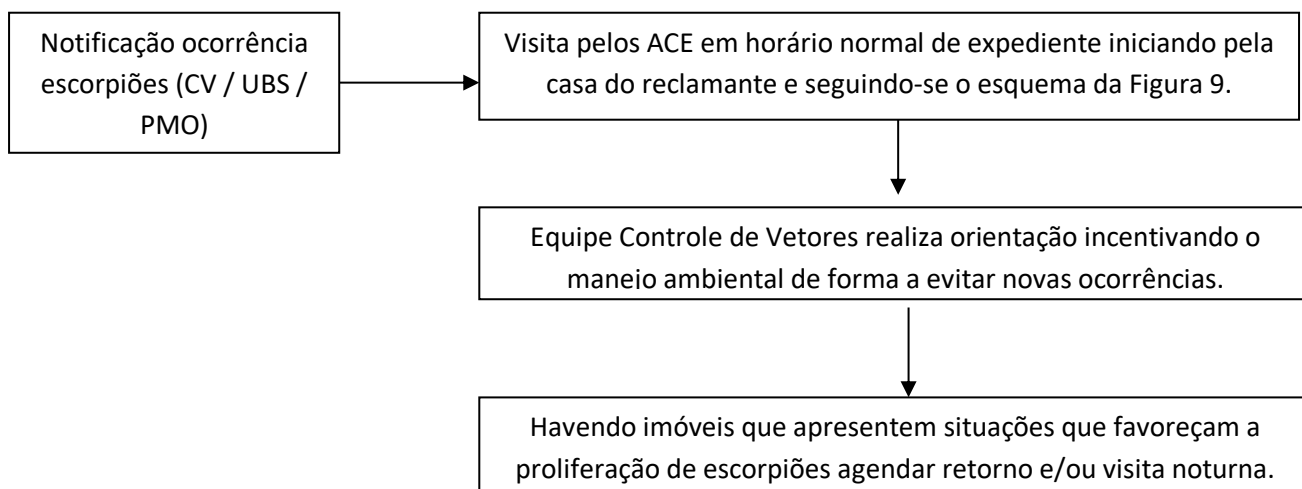 Notificação ocorrência
escorpiões (CV / UBS /
PMO)
Visita pelos ACE em horário normal de expediente iniciando pela
casa do reclamante e seguindo-se o esquema da Figura 9.
Equipe Controle de Vetores realiza orientação incentivando o
manejo ambiental de forma a evitar novas ocorrências.
Havendo imóveis que apresentem situações que favoreçam a
proliferação de escorpiões agendar retorno e/ou visita noturna.